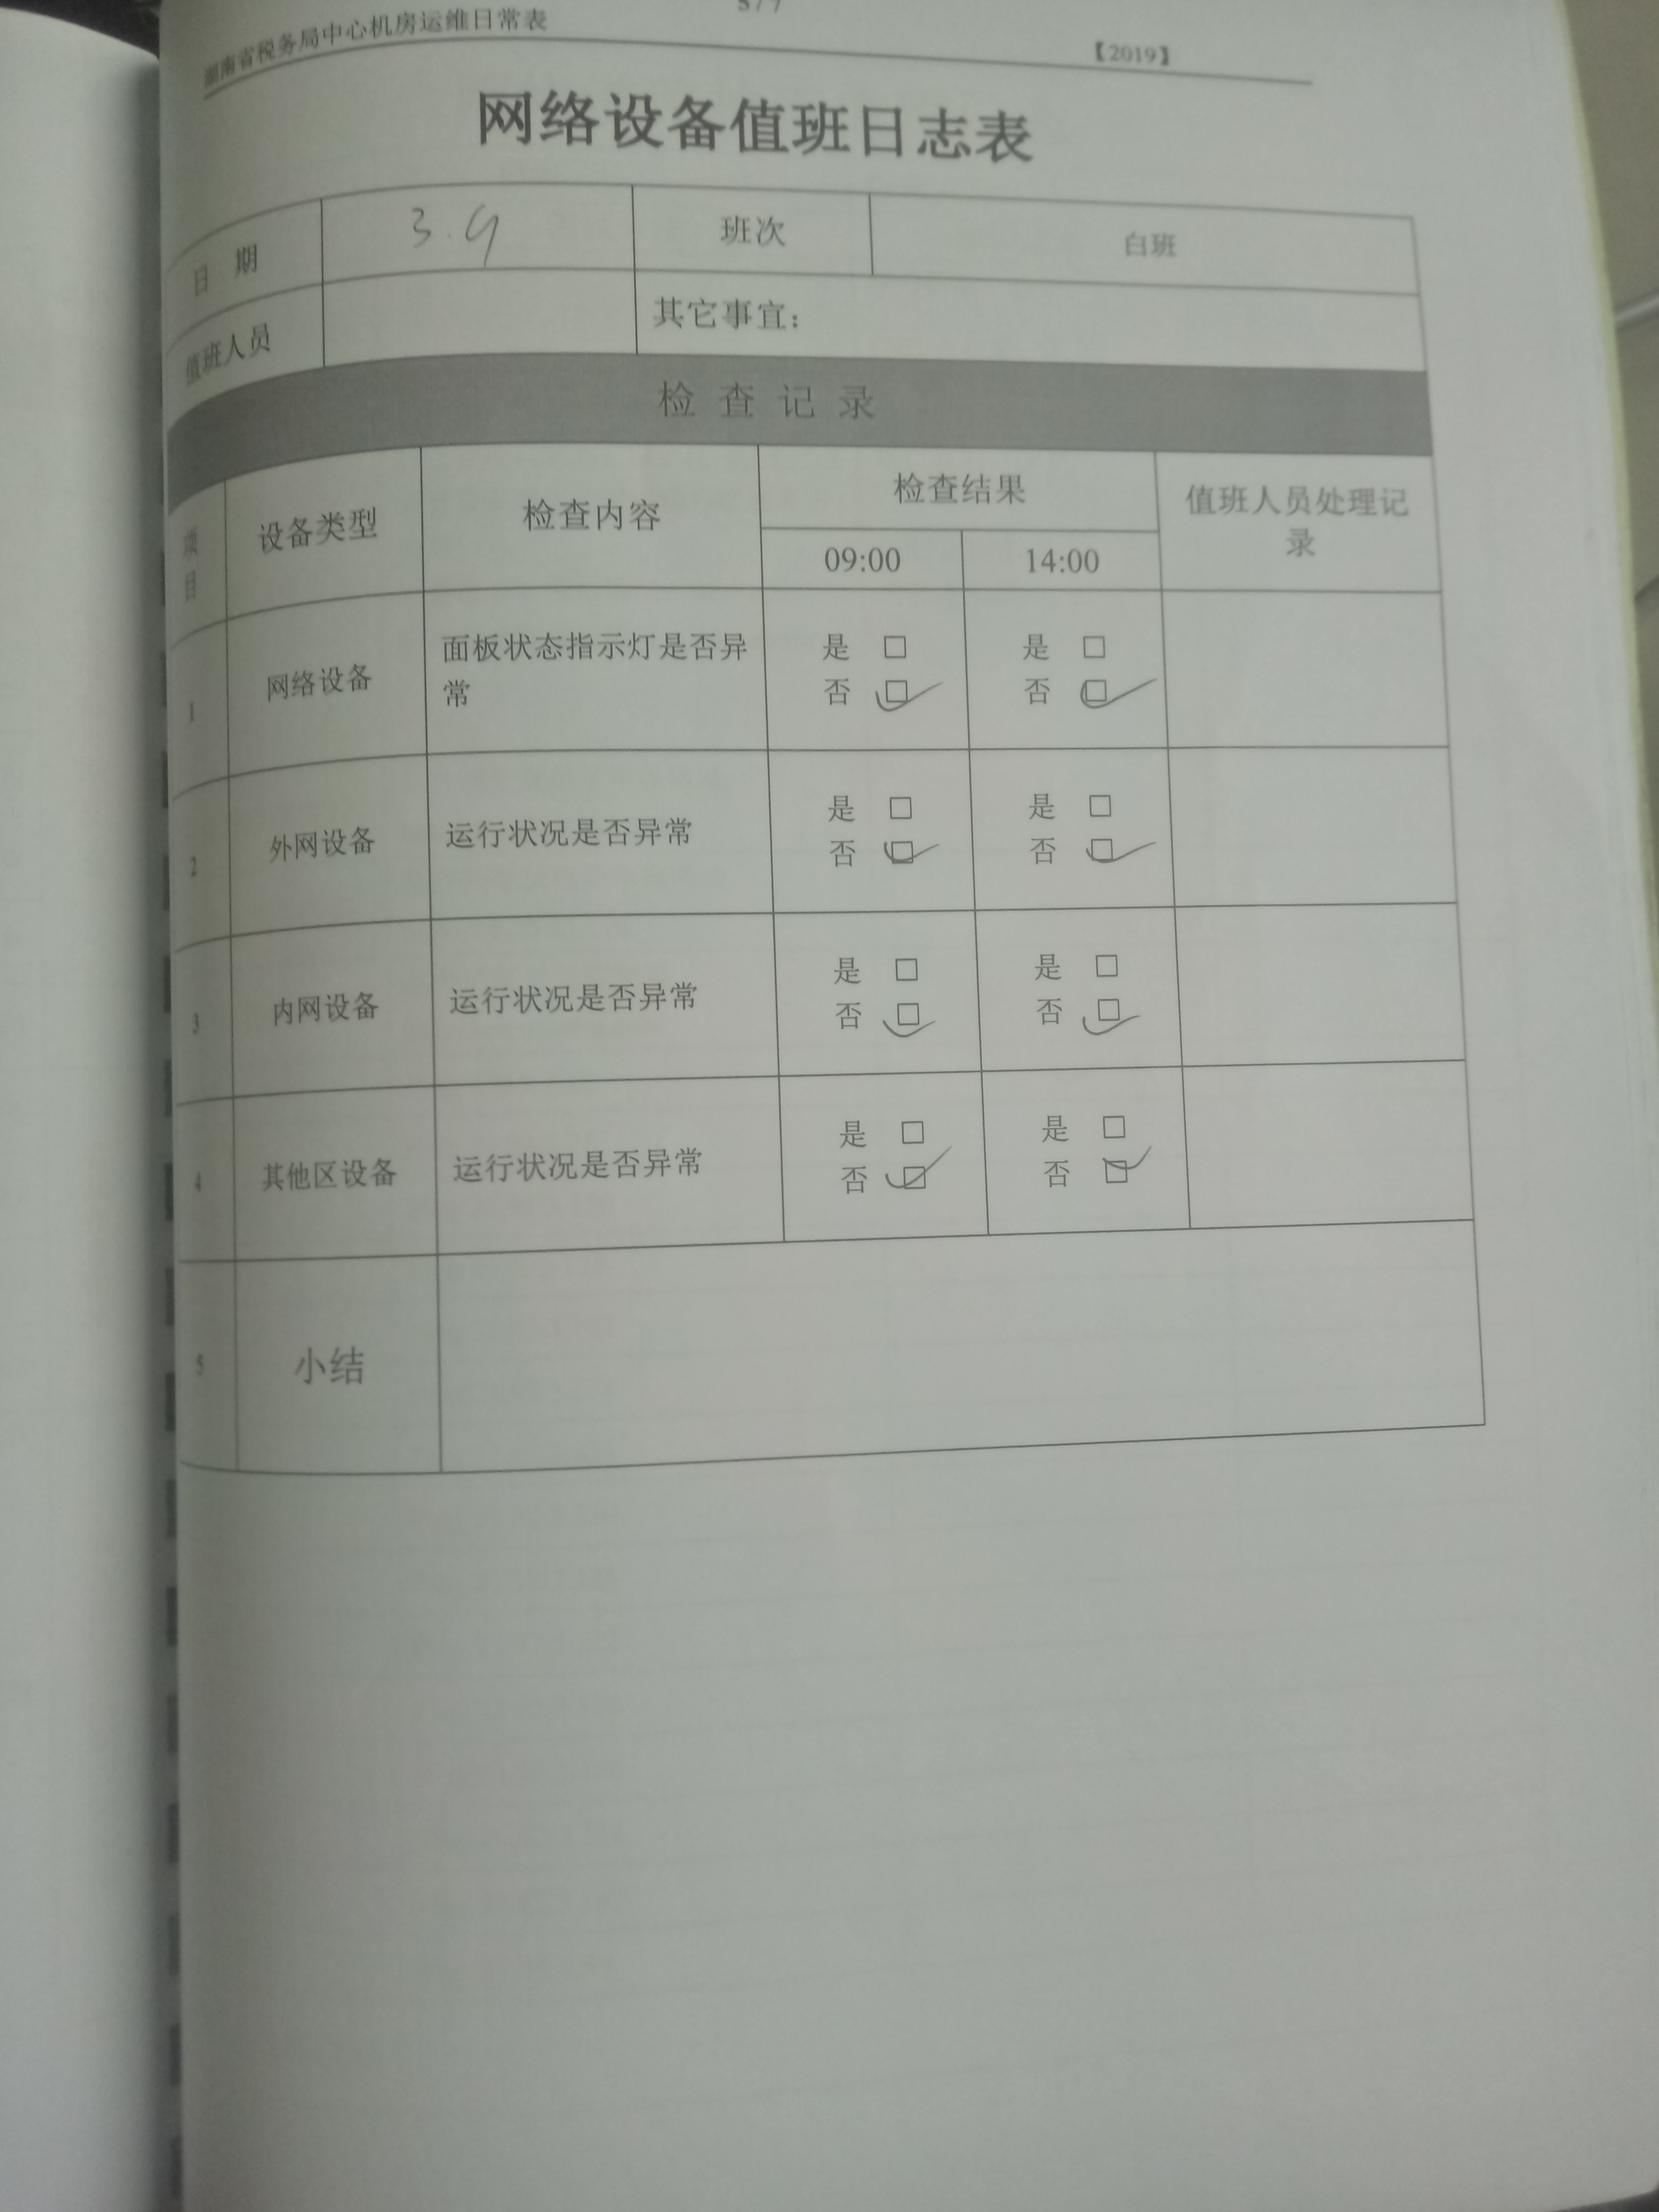 5 / 7
湖南省税务局中心机房运维日常表 【2019】
网络设备值班日志表
日 期 3.9 班次 白班
值班人员 其它事宜：
检 查 记 录
项目 设备类型 检查内容 检查结果 值班人员处理记
录
09:00 14:00
1 网络设备 面板状态指示灯是否异
常
是 □ 是 □
否 ☑ 否 ☑
2 外网设备 运行状况是否异常
是 □ 是 □
否 ☑ 否 ☑
3 内网设备 运行状况是否异常
是 □ 是 □
否 ☑ 否 ☑
4 其他区设备 运行状况是否异常
是 □ 是 □
否 ☑ 否 ☑
5 小结